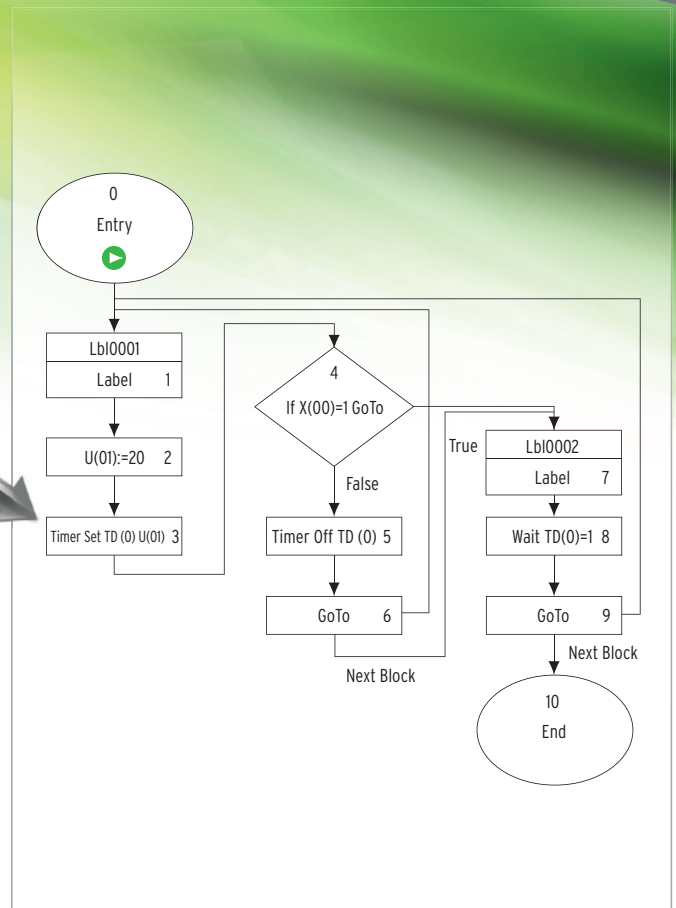 0
Entry
Lbl0001
Label 1
U(01):=20 2
Timer Set TD (0) U(01) 3
4
If X(00)=1 GoTo
False
Timer Off TD (0) 5
GoTo 6
Next Block
True
Lbl0002
Label 7
Wait TD(0)=1 8
GoTo 9
Next Block
10
End